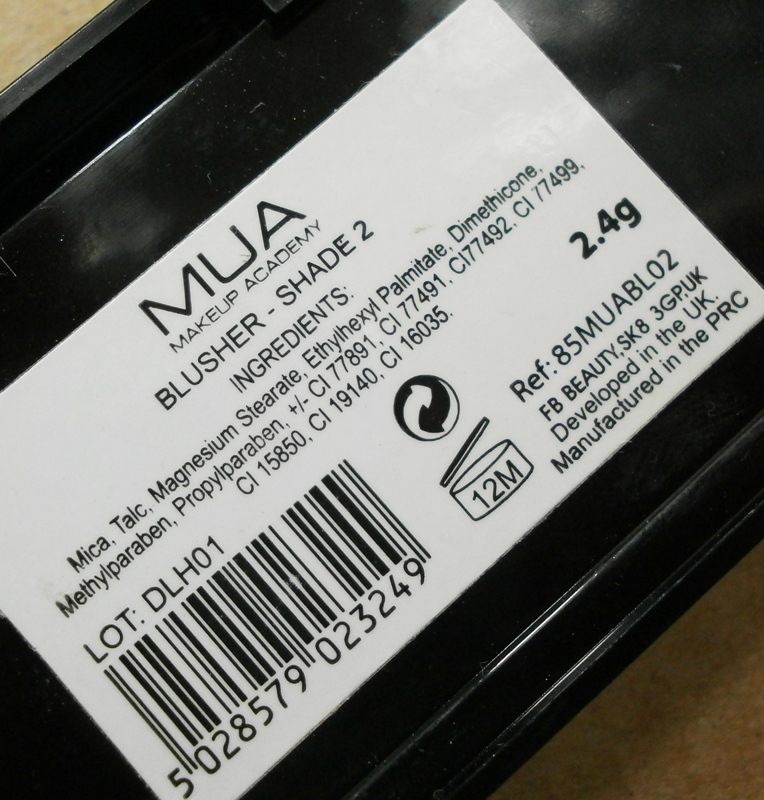 MUA
MAKEUP ACADEMY
BLUSHER - SHADE 2
INGREDIENTS:
Mica, Talc, Magnesium Stearate, Ethylhexyl Palmitate, Dimethicone,
Methylparaben, Propylparaben, +/- CI 77891, CI 77491, CI77492. CI 77499,
CI 15850, CI 19140, CI 16035.
2.4g
LOT: DLH01
5 028579 023249
12M
Ref: 85MUABL02
FB BEAUTY,SK8 3GPUK
Developed in the UK.
Manufactured in the PRC